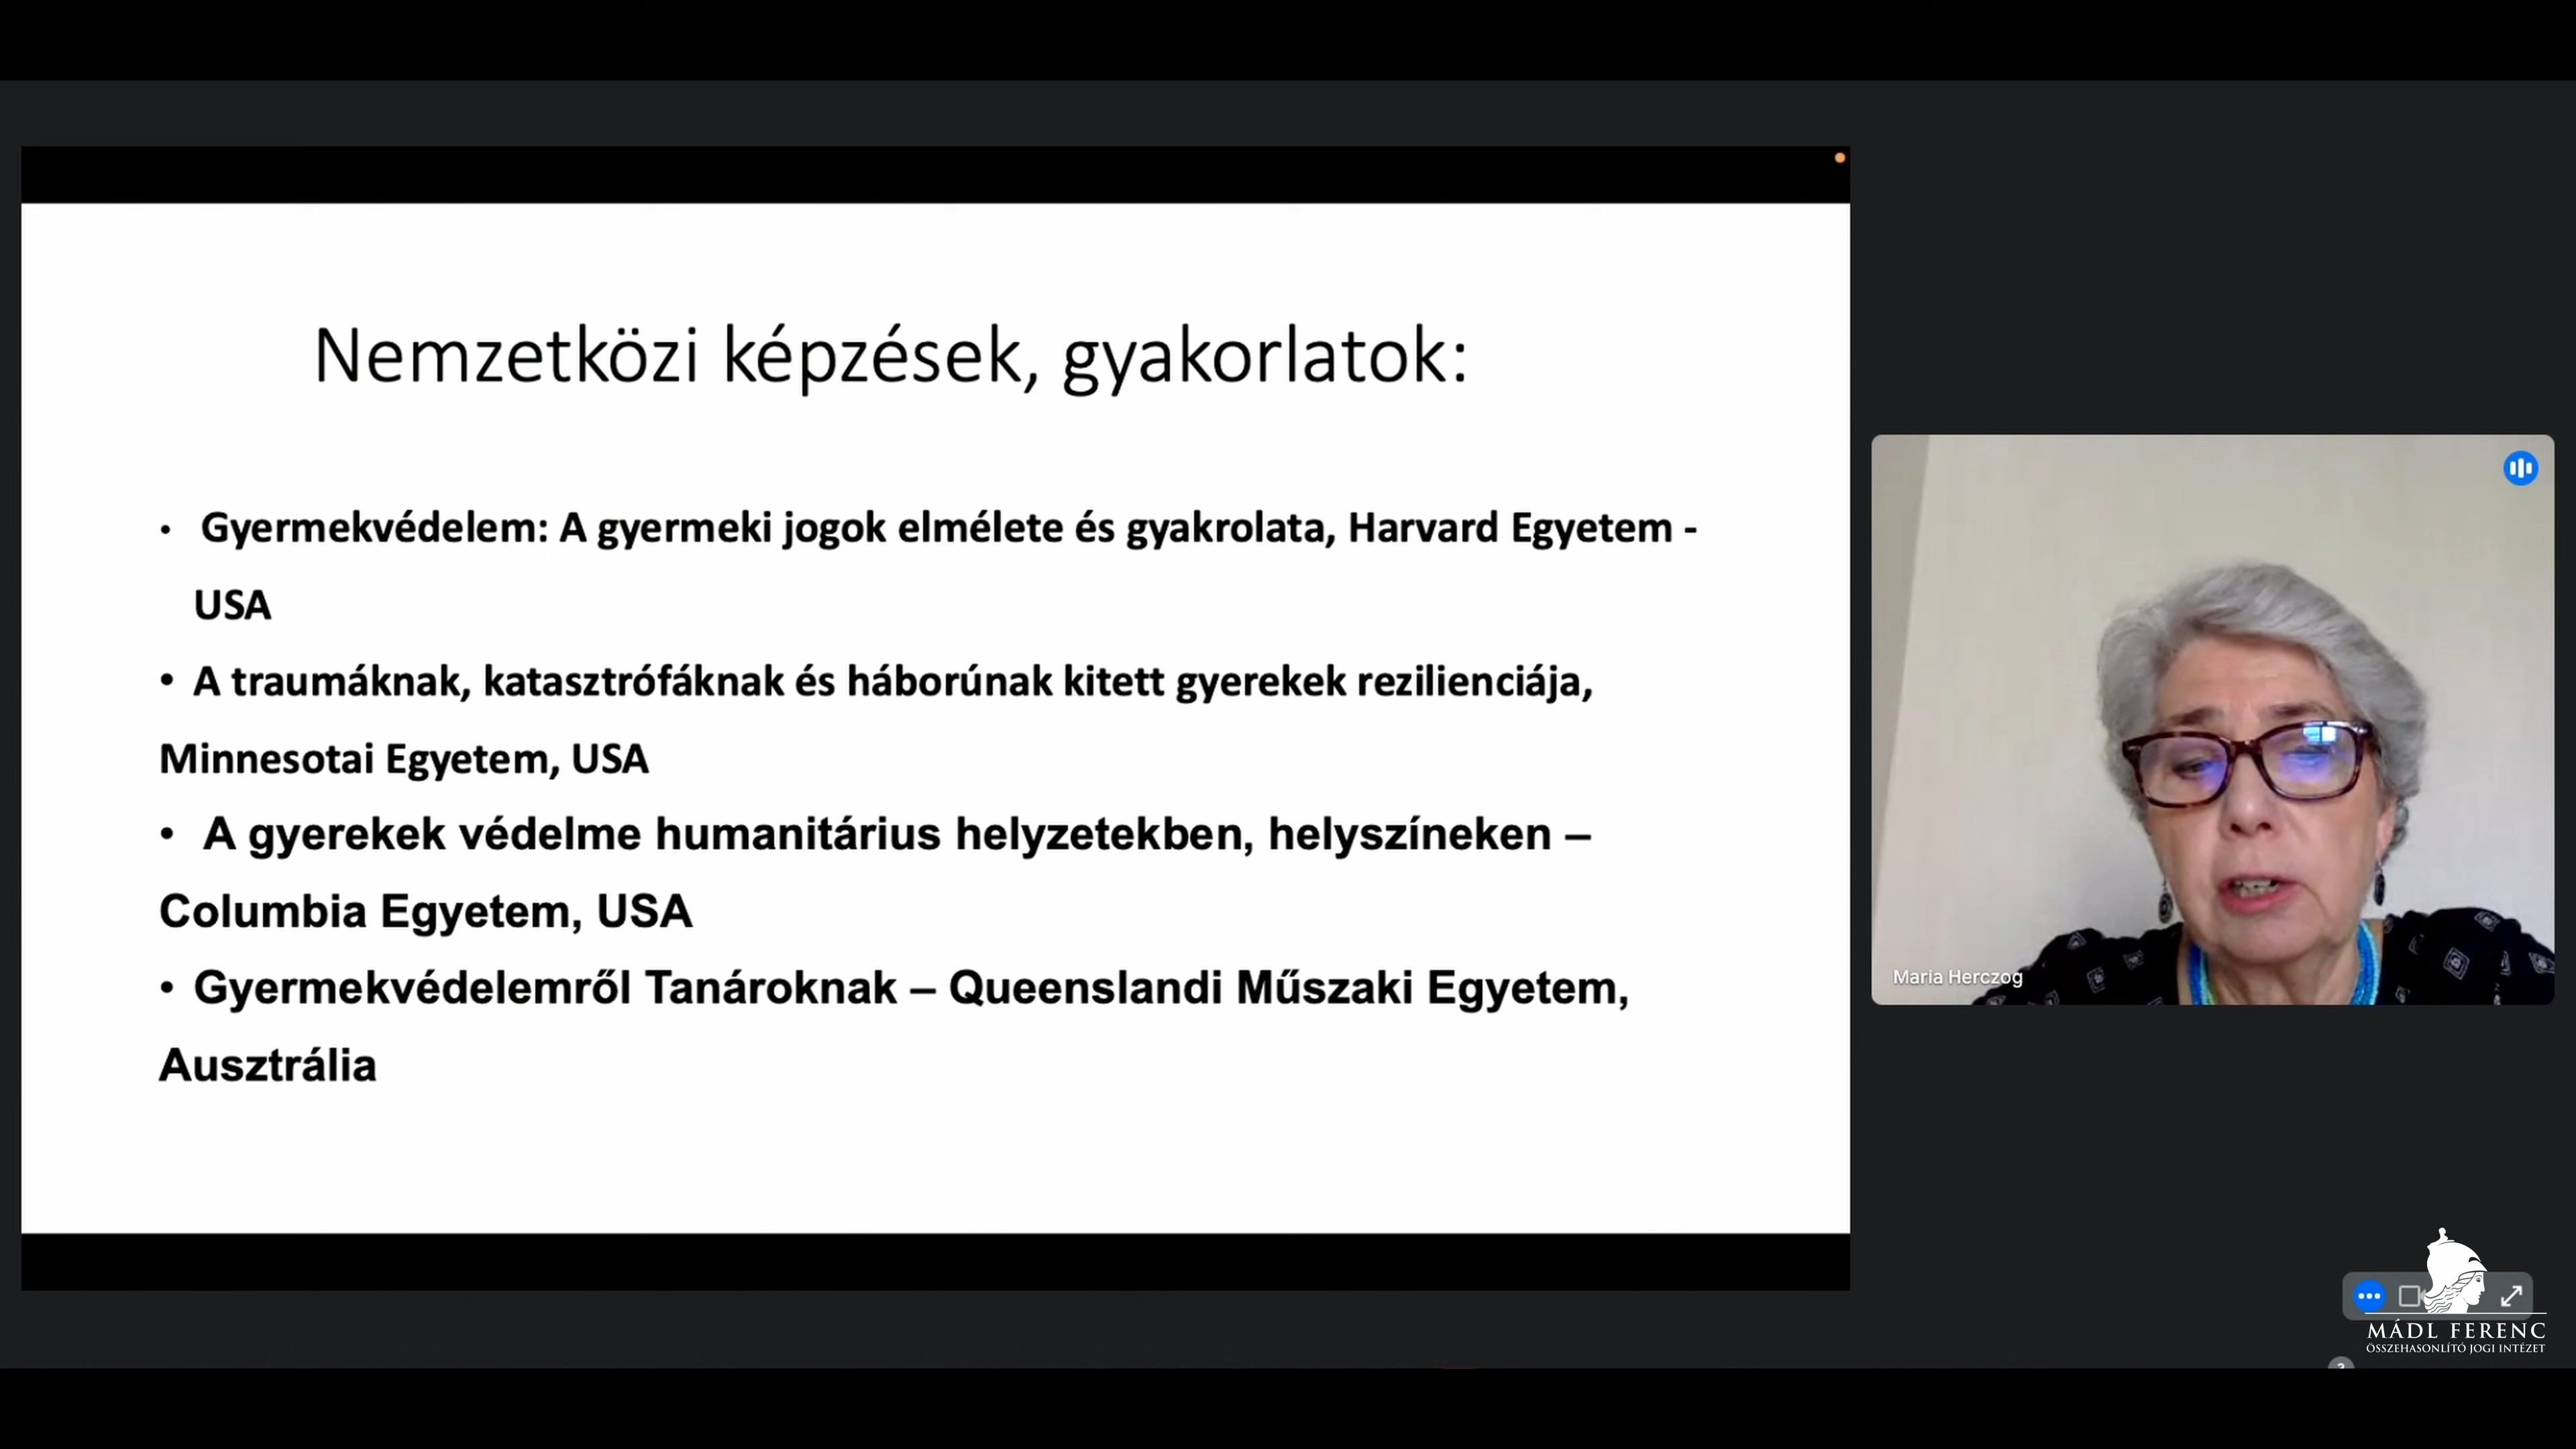 Nemzetközi képzések, gyakorlatok:
• Gyermekvédelem: A gyermeki jogok elmélete és gyakrolata, Harvard Egyetem -
USA
• A traumáknak, katasztrófáknak és háborúnak kitett gyerekek rezilienciája,
Minnesotai Egyetem, USA
• A gyerekek védelme humanitárius helyzetekben, helyszíneken –
Columbia Egyetem, USA
• Gyermekvédelemről Tanároknak – Queenslandi Műszaki Egyetem,
Ausztrália
Maria Herczog
MÁDL FERENC
ÖSSZEHASONLÍTÓ JOGI INTÉZET